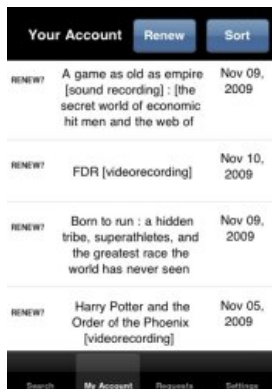 Your Account Renew Sort
RENEW?
A game as old as empire
[sound recording] : [the
secret world of economic
hit men and the web of
Nov 09,
2009
RENEW?
FDR [videorecording]
Nov 10,
2009
RENEW?
Born to run : a hidden
tribe, superathletes, and
the greatest race the
world has never seen
Nov 09,
2009
RENEW?
Harry Potter and the
Order of the Phoenix
[videorecording]
Nov 05,
2009
Search My Account Requests Settings